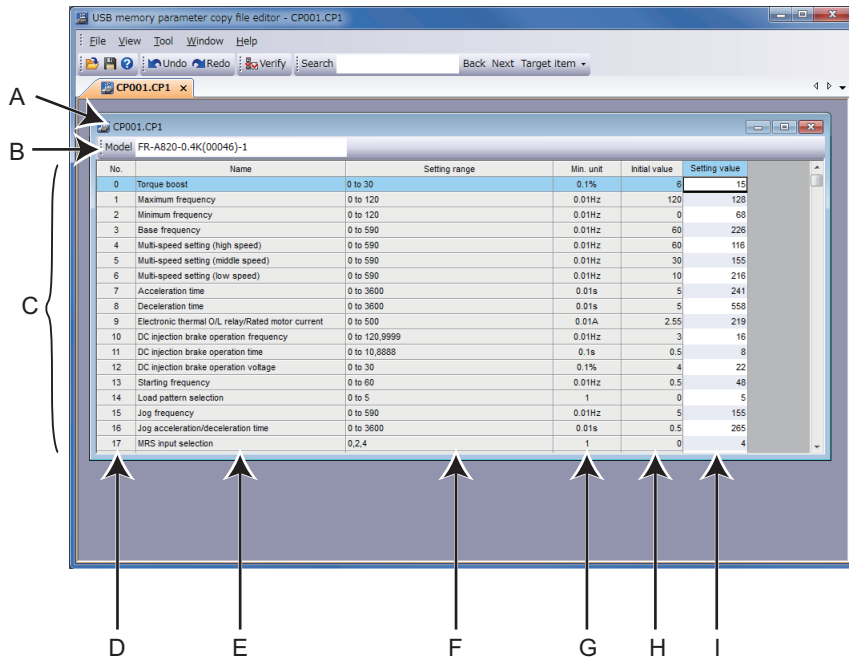 USB memory parameter copy file editor - CP001.CP1
File View Tool Window Help
Undo Redo Verify Search Back Next Target item
CP001.CP1
A
CP001.CP1
B
Model FR-A820-0.4K(00046)-1
No. Name Setting range Min. unit Initial value Setting value
0 Torque boost 0 to 30 0.1% 6 15
1 Maximum frequency 0 to 120 0.01Hz 120 128
2 Minimum frequency 0 to 120 0.01Hz 0 68
3 Base frequency 0 to 590 0.01Hz 60 226
4 Multi-speed setting (high speed) 0 to 590 0.01Hz 60 116
5 Multi-speed setting (middle speed) 0 to 590 0.01Hz 30 155
6 Multi-speed setting (low speed) 0 to 590 0.01Hz 10 216
7 Acceleration time 0 to 3600 0.01s 5 241
8 Deceleration time 0 to 3600 0.01s 5 558
C
9 Electronic thermal O/L relay/Rated motor current 0 to 500 0.01A 2.55 219
10 DC injection brake operation frequency 0 to 120,9999 0.01Hz 3 16
11 DC injection brake operation time 0 to 10,8888 0.1s 0.5 8
12 DC injection brake operation voltage 0 to 30 0.1% 4 22
13 Starting frequency 0 to 60 0.01Hz 0.5 48
14 Load pattern selection 0 to 5 1 0 5
15 Jog frequency 0 to 590 0.01Hz 5 155
16 Jog acceleration/deceleration time 0 to 3600 0.01s 0.5 265
17 MRS input selection 0,2,4 1 0 4
D E F G H I